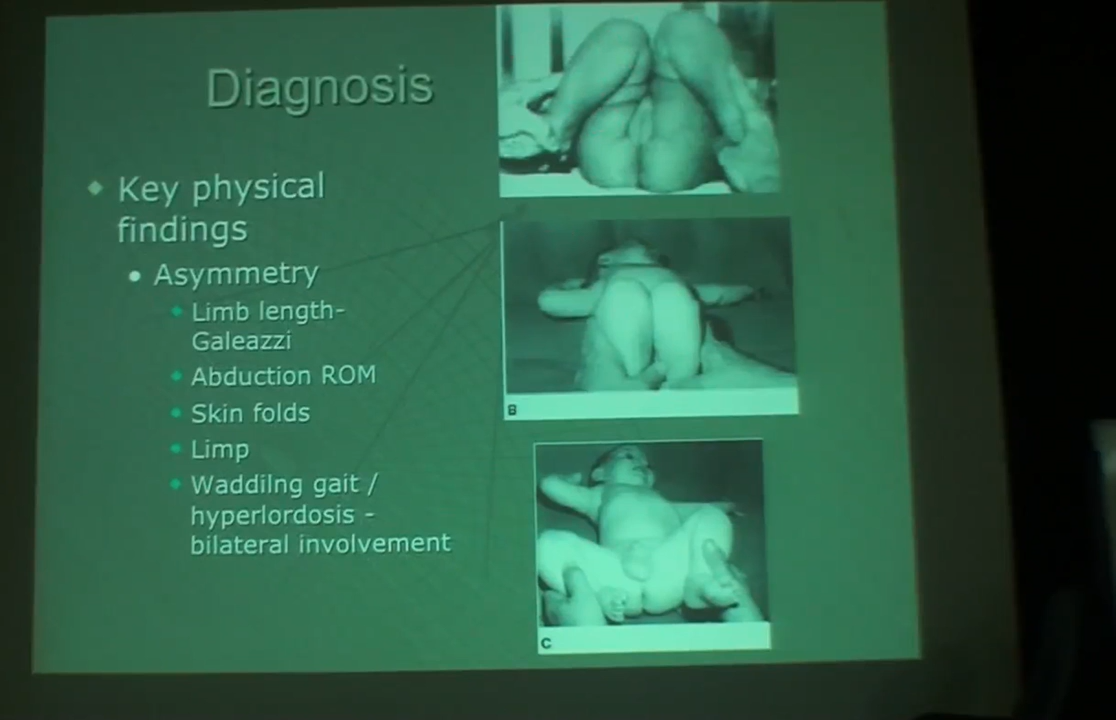 Diagnosis
Key physical
findings
Asymmetry
Limb length-
Galeazzi
Abduction ROM
Skin folds
Limp
Waddilng gait /
hyperlordosis -
bilateral involvement
B
C